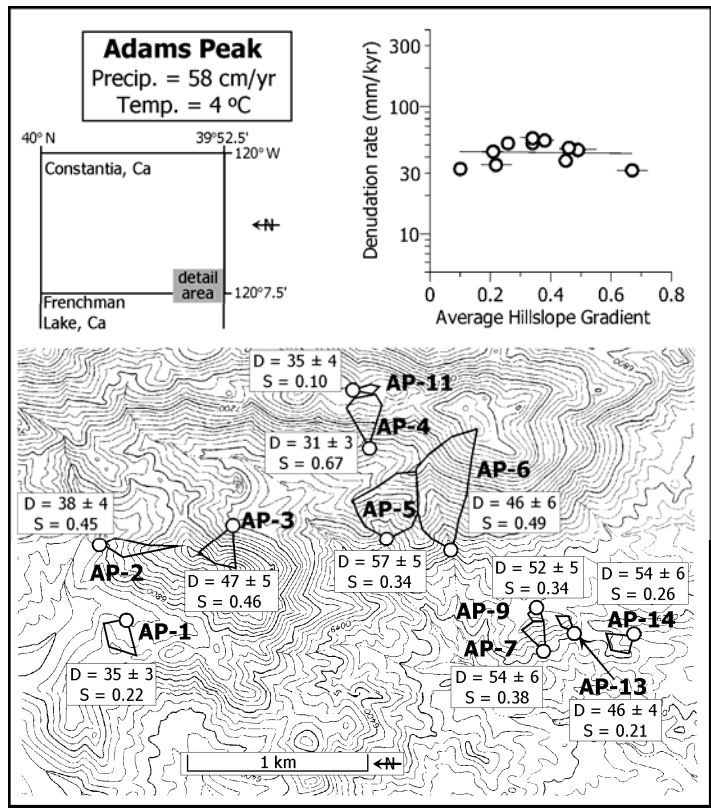 Adams Peak
Precip. = 58 cm/yr
Temp. = 4 ºC
40° N
39°52.5'
120° W
Constantia, Ca
N
detail
area
120°7.5'
Frenchman
Lake, Ca
Denudation rate (mm/kyr)
300
100
30
10
0
0.2
0.4
0.6
0.8
Average Hillslope Gradient
D = 35 ± 4
S = 0.10
AP-11
7200
6800
AP-4
D = 31 ± 3
S = 0.67
AP-6
D = 46 ± 6
S = 0.49
D = 38 ± 4
S = 0.45
AP-3
AP-5
AP-2
D = 47 ± 5
S = 0.46
D = 57 ± 5
S = 0.34
D = 52 ± 5
S = 0.34
D = 54 ± 6
S = 0.26
6800
AP-9
AP-14
AP-1
6400
AP-7
D = 35 ± 3
S = 0.22
D = 54 ± 6
S = 0.38
AP-13
D = 46 ± 4
S = 0.21
1 km
N